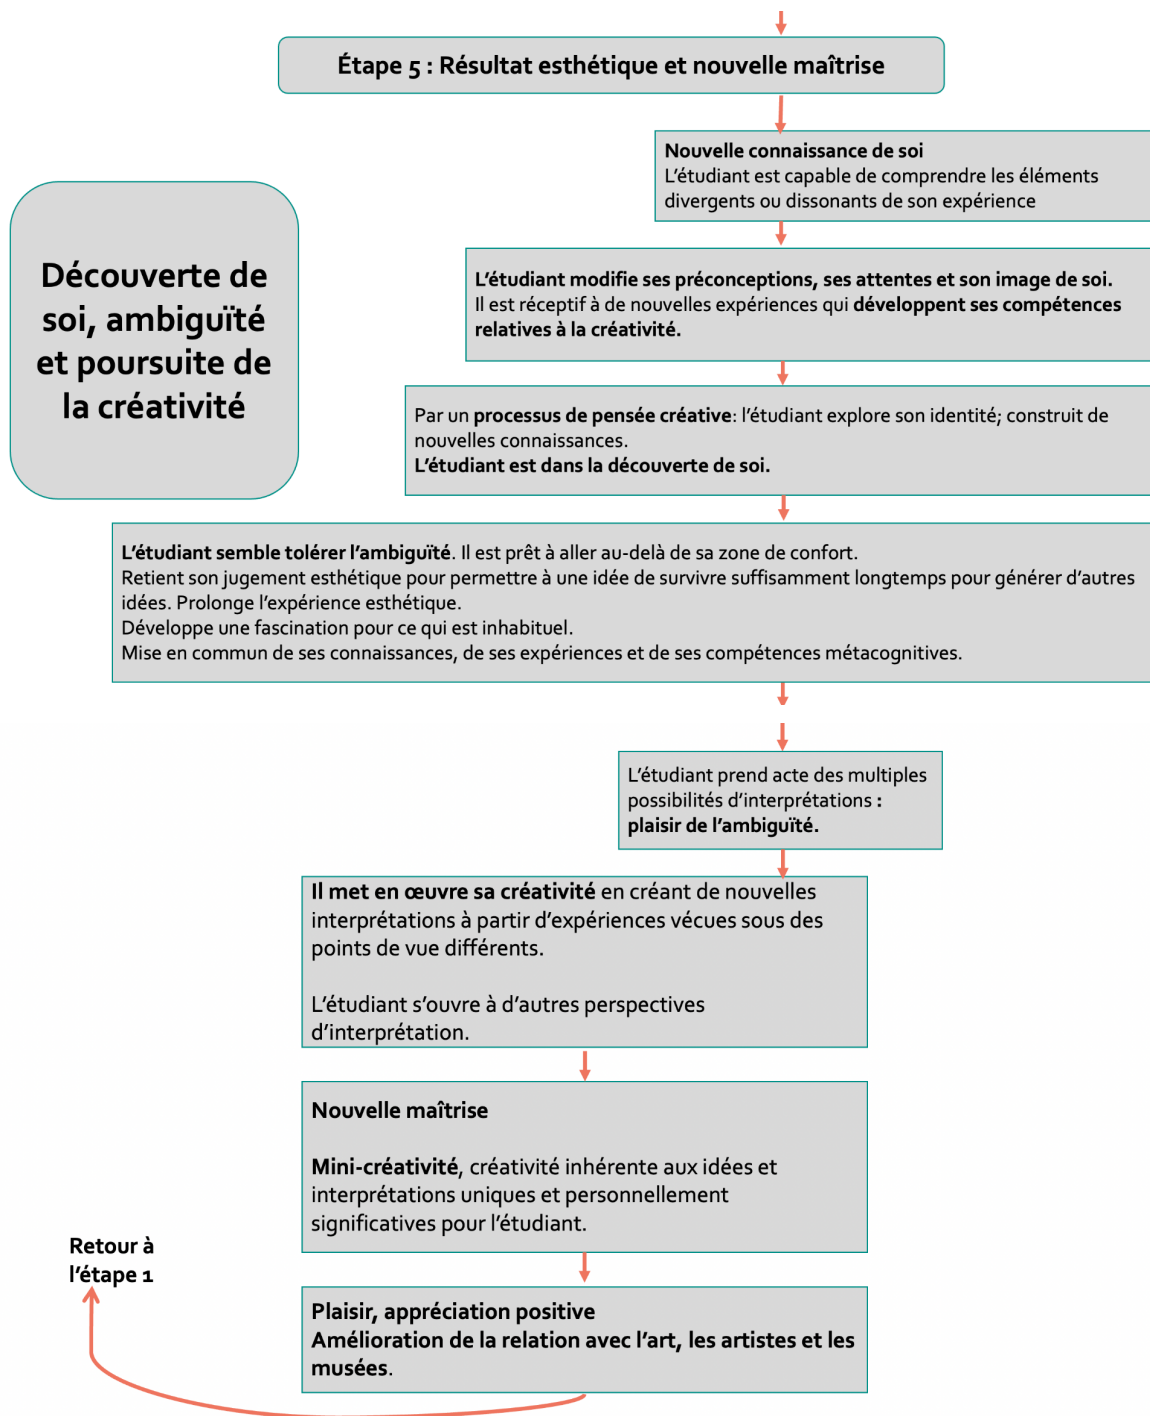 Étape 5 : Résultat esthétique et nouvelle maîtrise
Nouvelle connaissance de soi
L’étudiant est capable de comprendre les éléments
divergents ou dissonants de son expérience
Découverte de
soi, ambiguïté
et poursuite de
la créativité
L’étudiant modifie ses préconceptions, ses attentes et son image de soi.
Il est réceptif à de nouvelles expériences qui développent ses compétences
relatives à la créativité.
Par un processus de pensée créative: l’étudiant explore son identité; construit de
nouvelles connaissances.
L’étudiant est dans la découverte de soi.
L’étudiant semble tolérer l’ambiguïté. Il est prêt à aller au-delà de sa zone de confort.
Retient son jugement esthétique pour permettre à une idée de survivre suffisamment longtemps pour générer d’autres
idées. Prolonge l’expérience esthétique.
Développe une fascination pour ce qui est inhabituel.
Mise en commun de ses connaissances, de ses expériences et de ses compétences métacognitives.
L’étudiant prend acte des multiples
possibilités d’interprétations :
plaisir de l’ambiguïté.
Il met en œuvre sa créativité en créant de nouvelles
interprétations à partir d’expériences vécues sous des
points de vue différents.
L’étudiant s’ouvre à d’autres perspectives
d’interprétation.
Nouvelle maîtrise
Mini-créativité, créativité inhérente aux idées et
interprétations uniques et personnellement
significatives pour l’étudiant.
Retour à
l’étape 1
Plaisir, appréciation positive
Amélioration de la relation avec l’art, les artistes et les
musées.